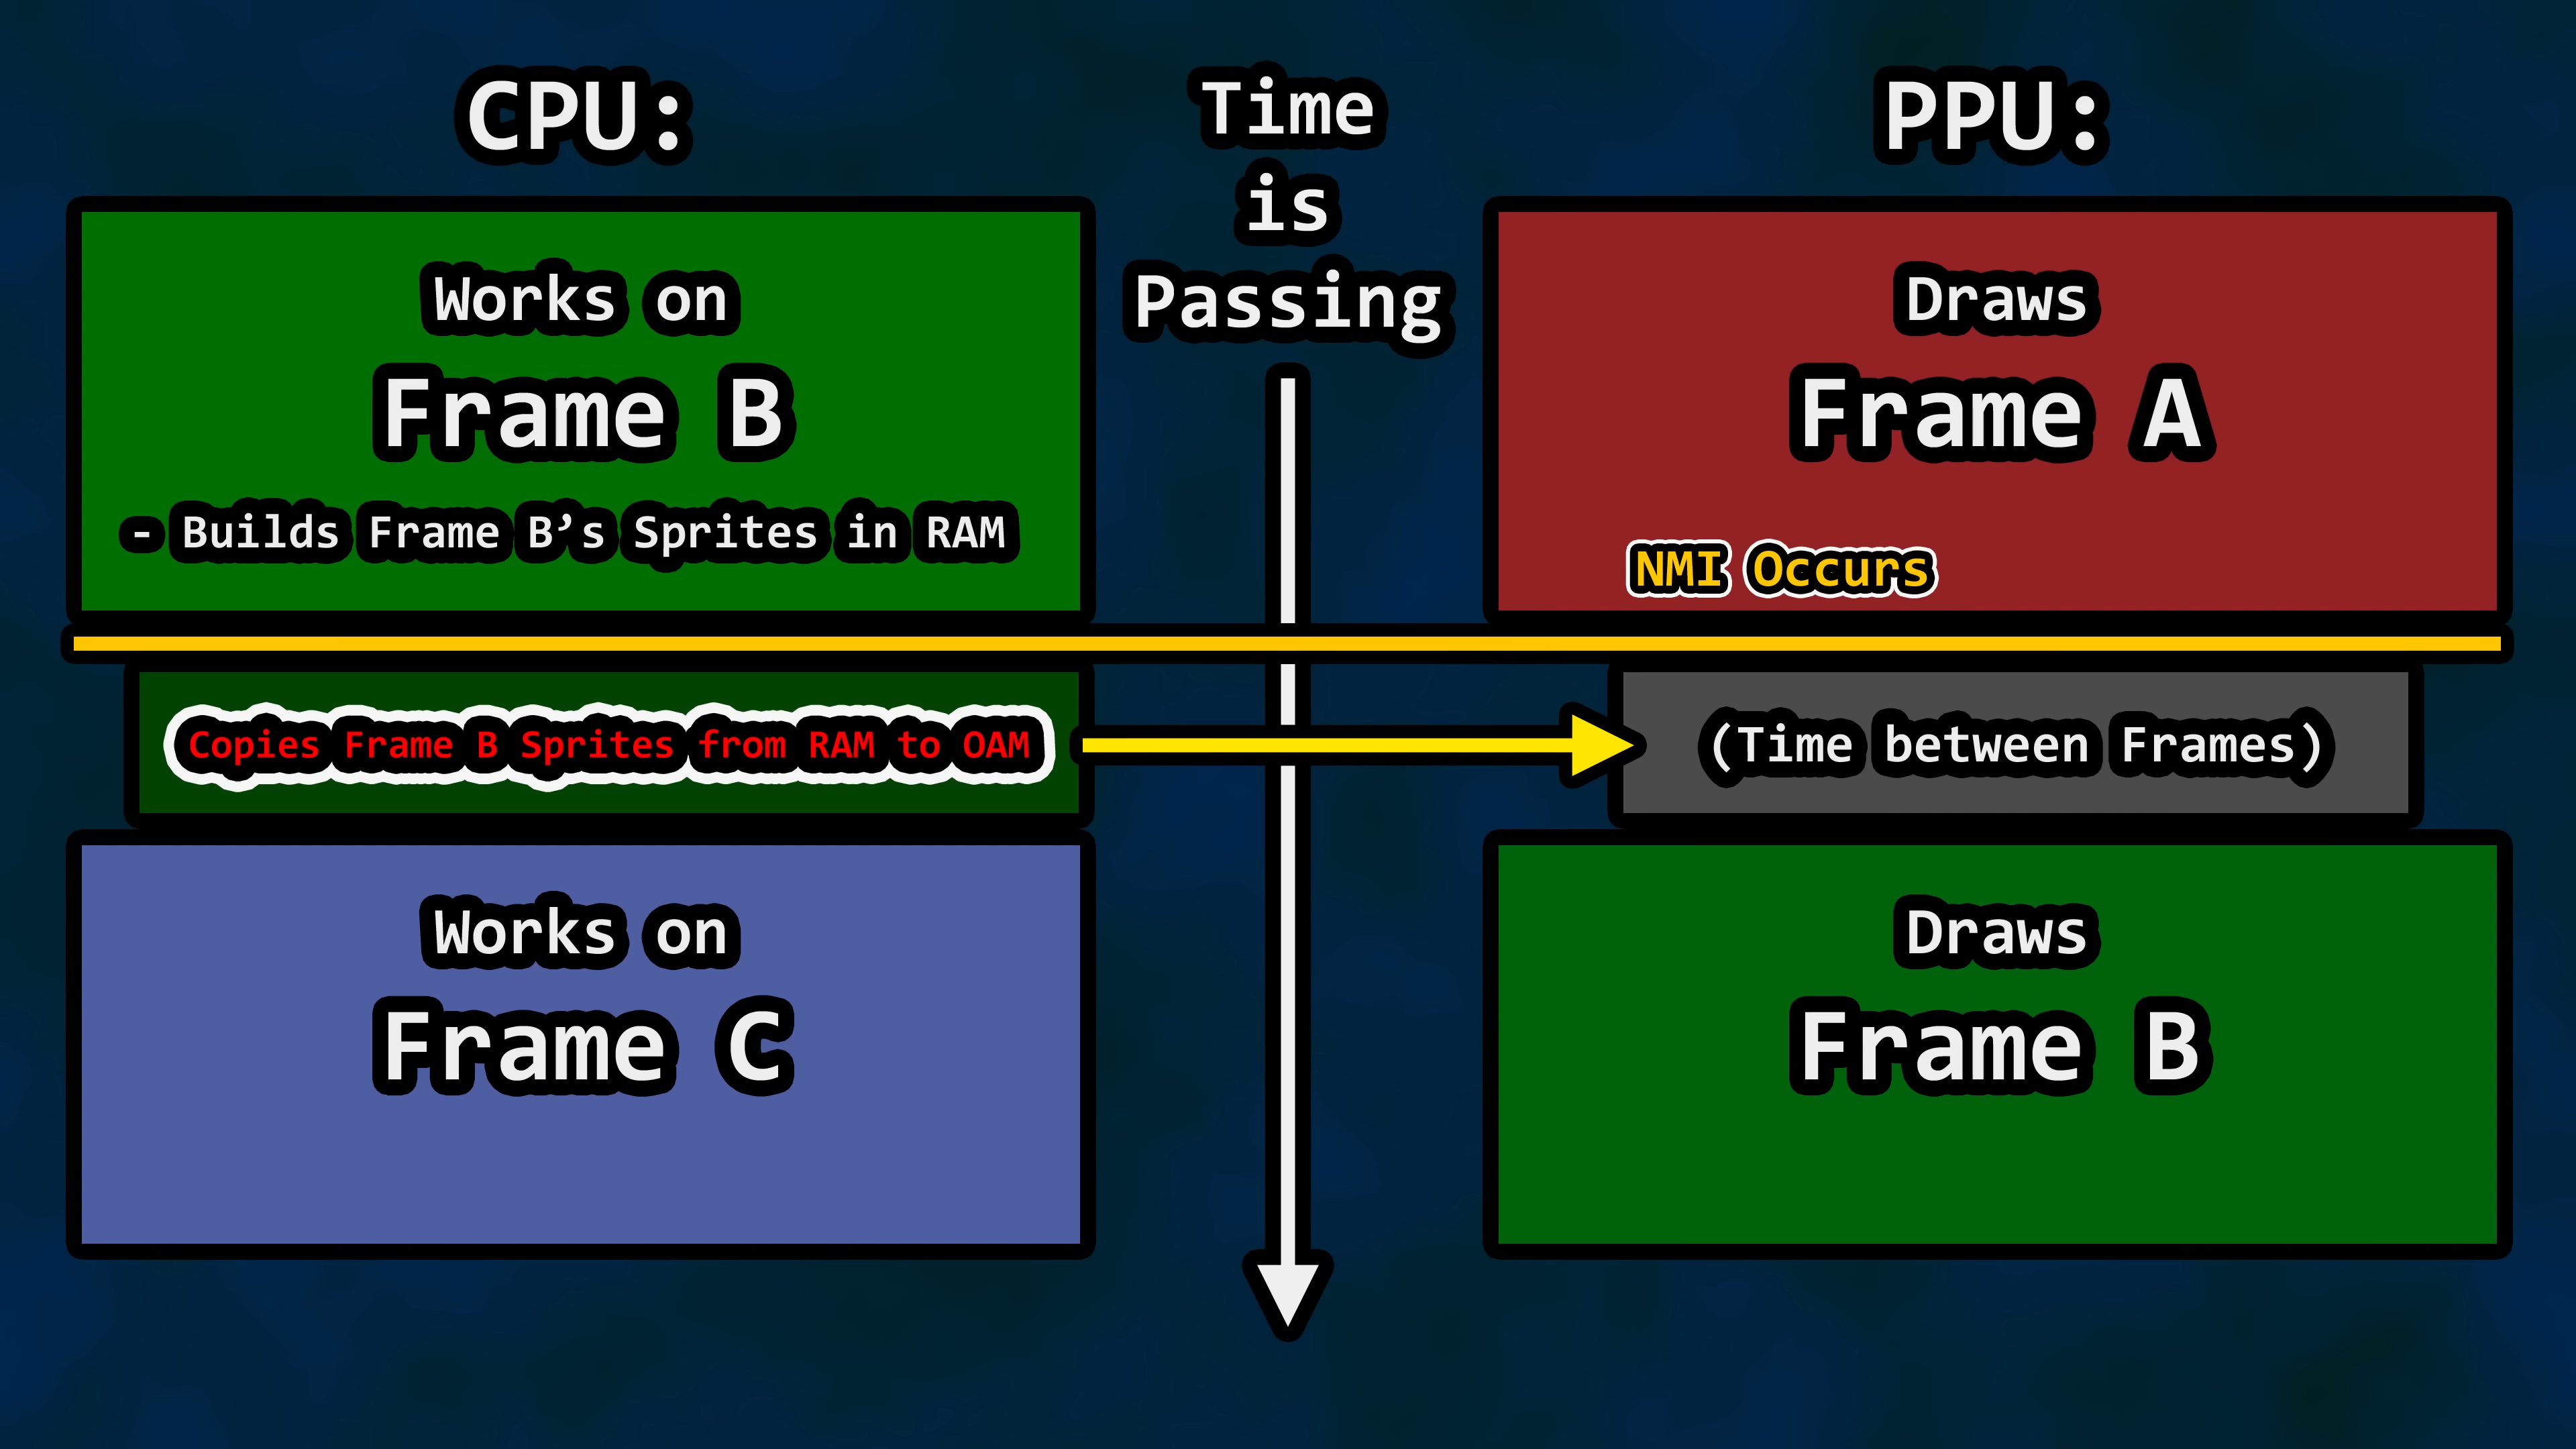 CPU:
Time
is
Passing
PPU:
Works on
Frame B
- Builds Frame B’s Sprites in RAM
Draws
Frame A
NMI Occurs
Copies Frame B Sprites from RAM to OAM
(Time between Frames)
Works on
Frame C
Draws
Frame B